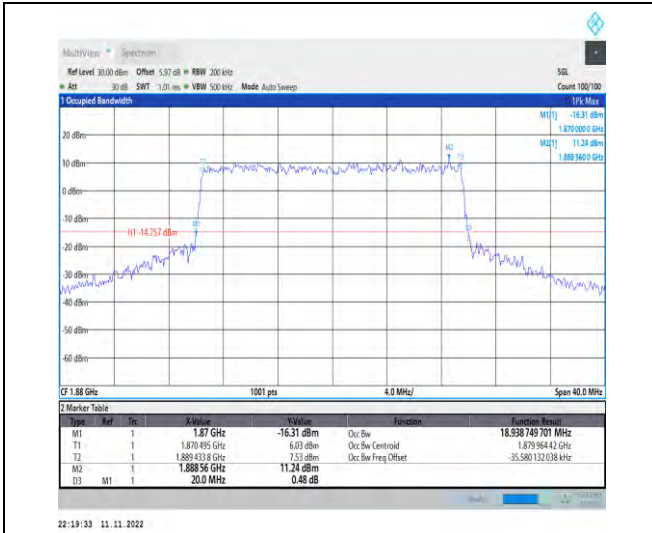 MultiView Spectrum
Ref Level 30.00 dBm Offset 5.97 dB RBW 200 kHz SGL
Att 30 dB SWT 1.01 ms VBW 500 kHz Mode Auto Sweep Count 100/100
1 Occupied Bandwidth 1Pk Max
M1[1] -16.31 dBm
1.870 000 0 GHz
M2[1] 11.24 dBm
1.888 560 0 GHz
20 dBm
M2
10 dBm
T2
0 dBm
-10 dBm
M1
H1 -14.757 dBm
D3
-30 dBm
-40 dBm
-50 dBm
-60 dBm
CF 1.88 GHz 1001 pts 4.0 MHz/ Span 40.0 MHz
2 Marker Table
Type Ref Trc X-Value Y-Value Function Function Result
M1 1 1.87 GHz -16.31 dBm Occ Bw 18.938 749 701 MHz
T1 1 1.870 495 GHz 6.03 dBm Occ Bw Centroid 1.879 964 42 GHz
T2 1 1.889 433 8 GHz 7.53 dBm Occ Bw Freq Offset -35.580 132 038 kHz
M2 1 1.888 56 GHz 11.24 dBm
D3 M1 1 20.0 MHz 0.48 dB
22:19:33 11.11.2022